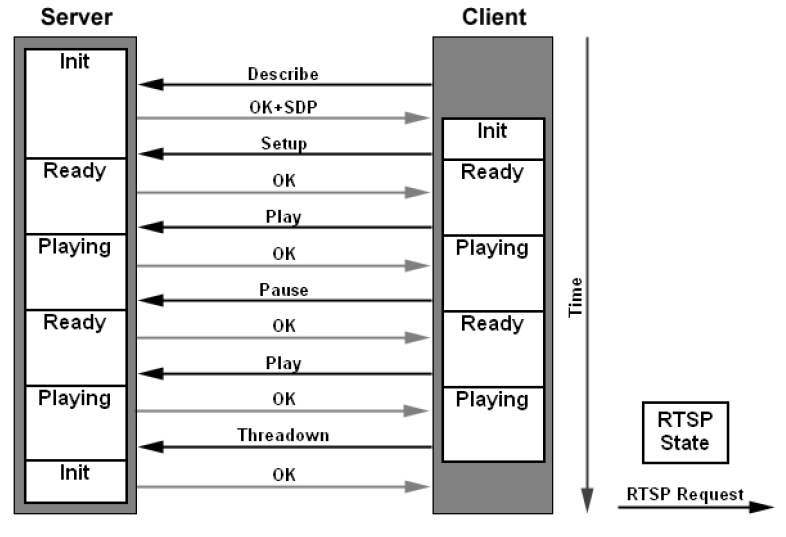 Server
Client
Init
Describe
OK+SDP
Init
Setup
Ready
Ready
OK
Play
Playing
Playing
OK
Pause
Time
Ready
Ready
OK
Play
Playing
Playing
OK
RTSP
State
Threadown
Init
OK
RTSP Request